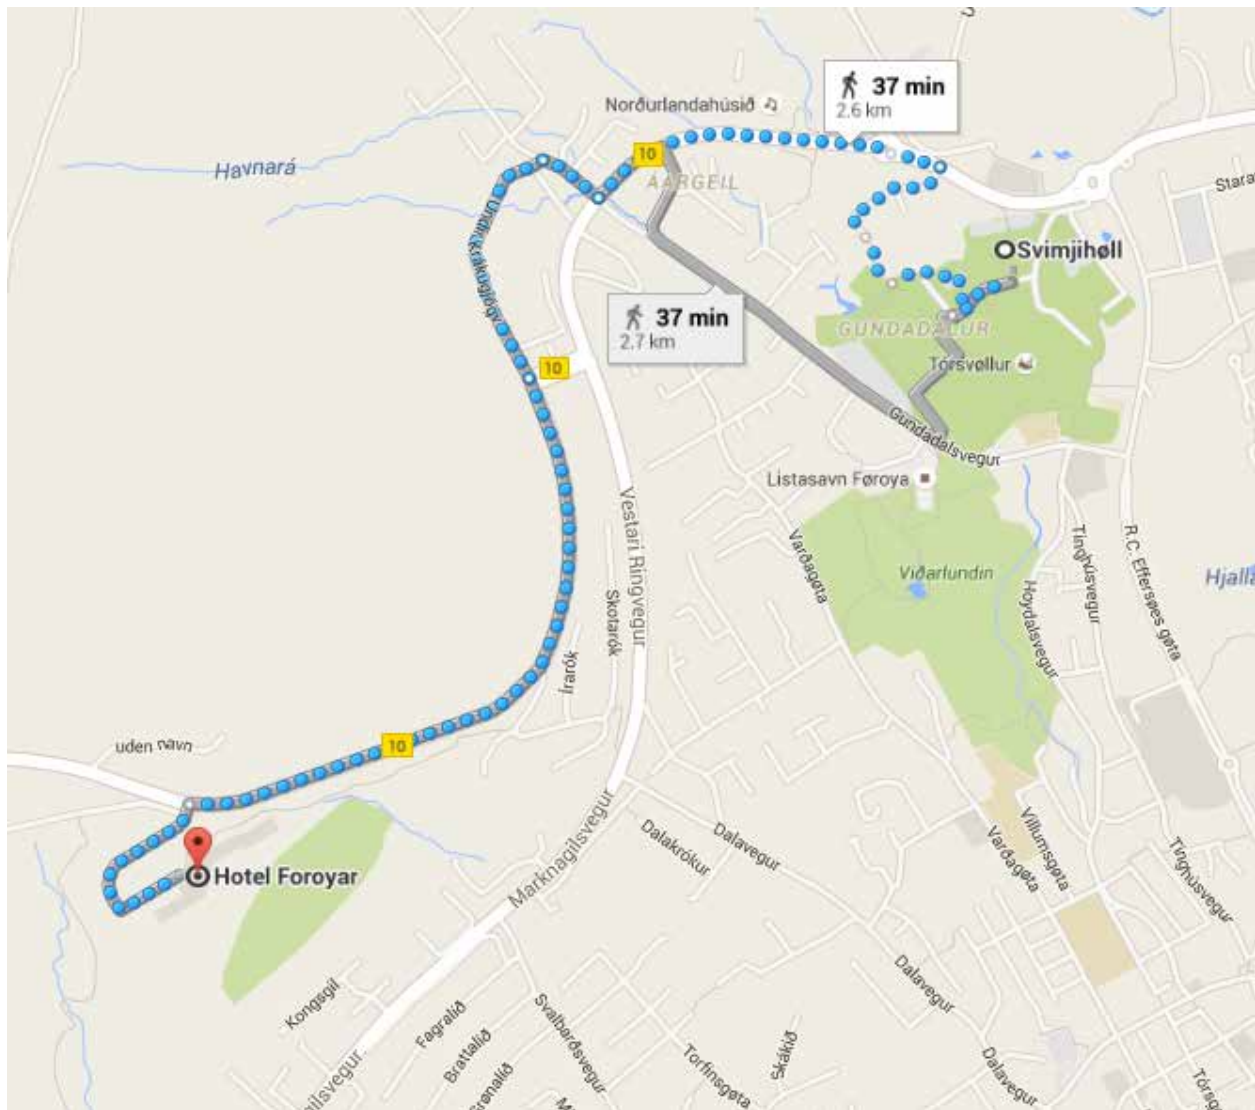 37 min
2.6 km
Norðurlandahúsið
Havnará
10
AARGEIL
Undir Krákugjógv
Svimjihøll
37 min
2.7 km
GUNDADALUR
10
Tórsvøllur
Gundadalsvegur
Listasavn Føroya
Vestari Ringvegur
Varðagøta
Viðarlundin
Tinghúsvegur
R.C. Effersøes gøta
Hoydalsvegur
Skotarók
Írarók
uden navn
10
Hotel Foroyar
Marknagilsvegur
Dalakrókur
Dalavegur
Varðagøta
Villumsgøta
Tinghúsvegur
Dalavegur
Kongagil
Fagralíð
Brattalíð
Svalbarðsvegur
Torfinsgøta
Skákið
Dalavegur